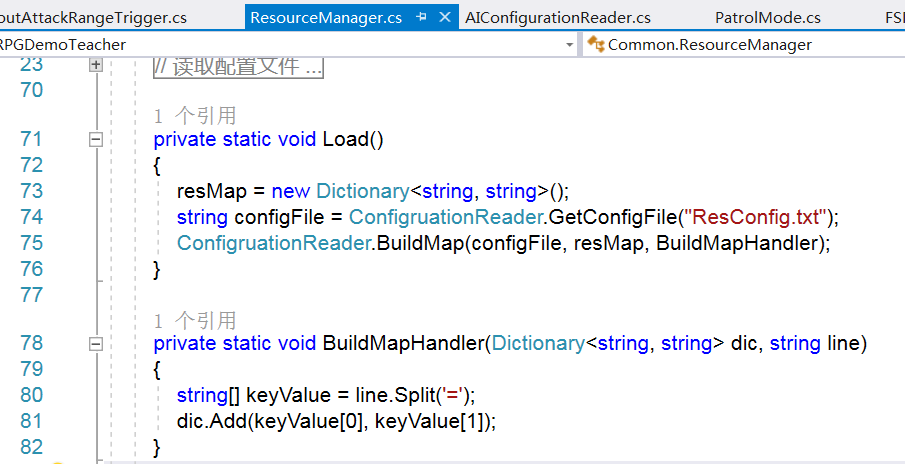 outAttackRangeTrigger.cs ResourceManager.cs AIConfigurationReader.cs PatrolMode.cs FSI
RPGDemoTeacher Common.ResourceManager
23 // 读取配置文件 ...
70
1 个引用
71 private static void Load()
72 {
73 resMap = new Dictionary<string, string>();
74 string configFile = ConfigruationReader.GetConfigFile("ResConfig.txt");
75 ConfigruationReader.BuildMap(configFile, resMap, BuildMapHandler);
76 }
77
1 个引用
78 private static void BuildMapHandler(Dictionary<string, string> dic, string line)
79 {
80 string[] keyValue = line.Split('=');
81 dic.Add(keyValue[0], keyValue[1]);
82 }